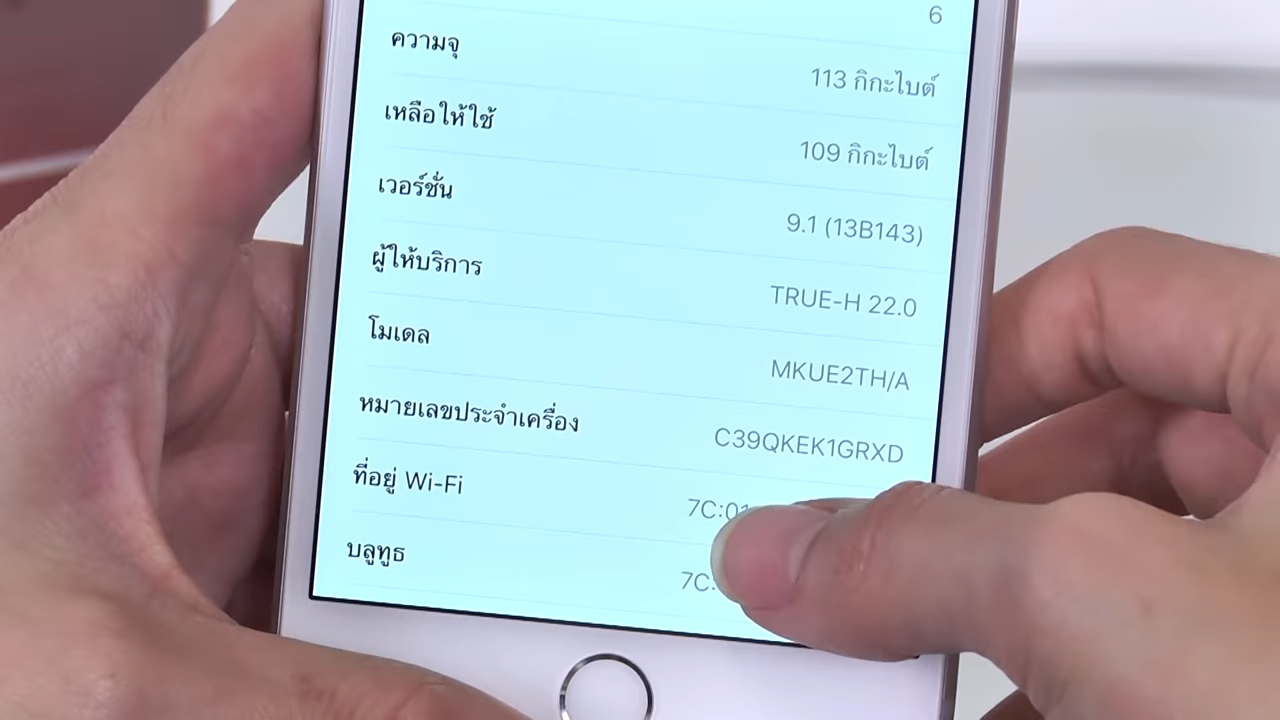 6
ความจุ 113 กิกะไบต์
เหลือให้ใช้ 109 กิกะไบต์
เวอร์ชั่น 9.1 (13B143)
ผู้ให้บริการ TRUE-H 22.0
โมเดล MKUE2TH/A
หมายเลขประจำเครื่อง C39QKEK1GRXD
ที่อยู่ Wi-Fi 7C:01
บลูทูธ 7C: